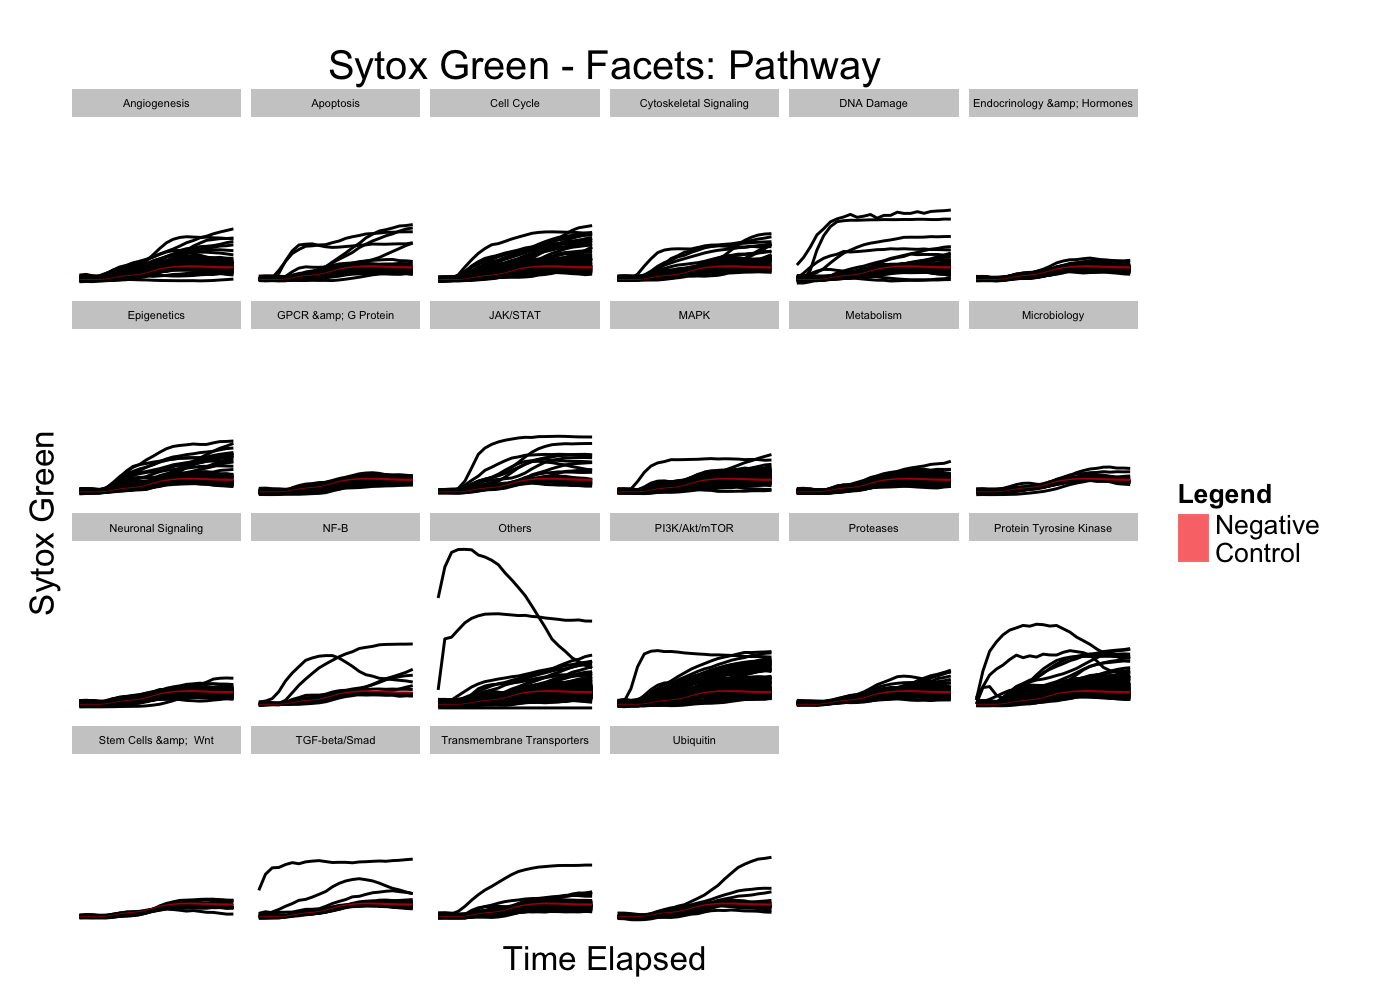 Sytox Green - Facets: Pathway
Angiogenesis
Apoptosis
Cell Cycle
Cytoskeletal Signaling
DNA Damage
Endocrinology &amp; Hormones
Epigenetics
GPCR &amp; G Protein
JAK/STAT
MAPK
Metabolism
Microbiology
Neuronal Signaling
NF-B
Others
PI3K/Akt/mTOR
Proteases
Protein Tyrosine Kinase
Stem Cells &amp;  Wnt
TGF-beta/Smad
Transmembrane Transporters
Ubiquitin
Sytox Green
Time Elapsed
Legend
Negative
Control